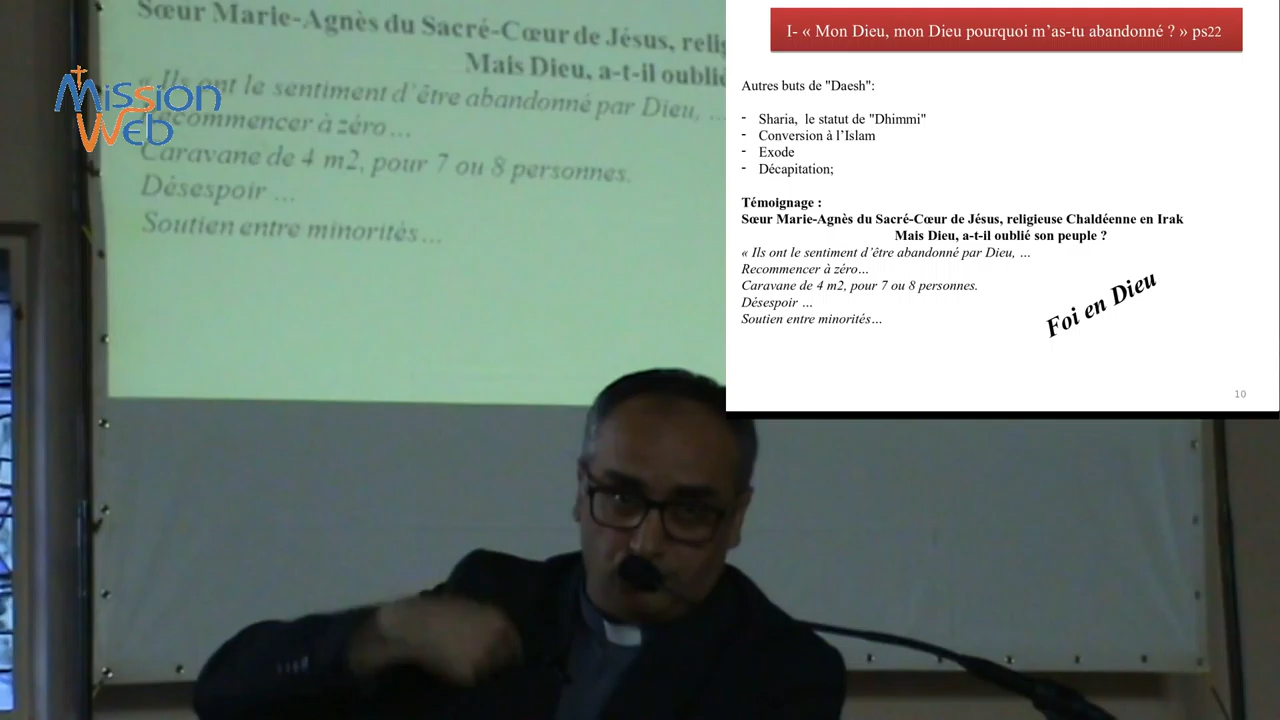 Sœur Marie-Agnès du Sacré-Cœur de Jésus, relig
Mais Dieu, a-t-il oublié
« Ils ont le sentiment d'être abandonné par Dieu, ...
Recommencer à zéro...
Caravane de 4 m2, pour 7 ou 8 personnes.
Désespoir ...
Soutien entre minorités...
Mission
Web
I- « Mon Dieu, mon Dieu pourquoi m'as-tu abandonné ? » ps22
Autres buts de "Daesh":
- Sharia, le statut de "Dhimmi"
- Conversion à l'Islam
- Exode
- Décapitation;
Témoignage :
Sœur Marie-Agnès du Sacré-Cœur de Jésus, religieuse Chaldéenne en Irak
Mais Dieu, a-t-il oublié son peuple ?
« Ils ont le sentiment d'être abandonné par Dieu, ...
Recommencer à zéro...
Caravane de 4 m2, pour 7 ou 8 personnes.
Désespoir ...
Soutien entre minorités...
Foi en Dieu
10